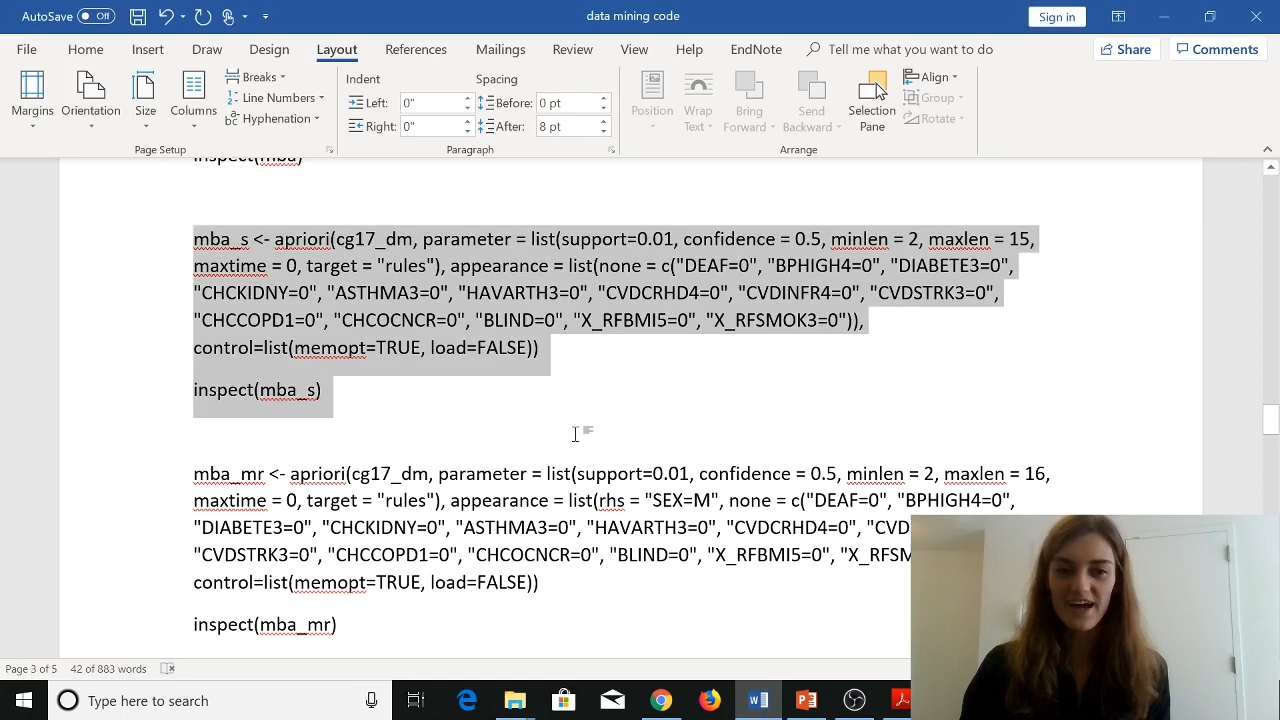 AutoSave Off data mining code Sign in
File Home Insert Draw Design Layout References Mailings Review View Help EndNote Tell me what you want to do Share Comments
Margins Orientation Size Columns
Breaks
Line Numbers
Hyphenation
Page Setup
Indent Spacing
Left: 0" Before: 0 pt
Right: 0" After: 8 pt
Paragraph
Position Wrap Text Bring Forward Send Backward Selection Pane
Align
Group
Rotate
Arrange
inspect(mba)
mba_s <- apriori(cg17_dm, parameter = list(support=0.01, confidence = 0.5, minlen = 2, maxlen = 15,
maxtime = 0, target = "rules"), appearance = list(none = c("DEAF=0", "BPHIGH4=0", "DIABETE3=0",
"CHCKIDNY=0", "ASTHMA3=0", "HAVARTH3=0", "CVDCRHD4=0", "CVDINFR4=0", "CVDSTRK3=0",
"CHCCOPD1=0", "CHCOCNCR=0", "BLIND=0", "X_RFBMI5=0", "X_RFSMOK3=0")),
control=list(memopt=TRUE, load=FALSE))
inspect(mba_s)
mba_mr <- apriori(cg17_dm, parameter = list(support=0.01, confidence = 0.5, minlen = 2, maxlen = 16,
maxtime = 0, target = "rules"), appearance = list(rhs = "SEX=M", none = c("DEAF=0", "BPHIGH4=0",
"DIABETE3=0", "CHCKIDNY=0", "ASTHMA3=0", "HAVARTH3=0", "CVDCRHD4=0", "CVD
"CVDSTRK3=0", "CHCCOPD1=0", "CHCOCNCR=0", "BLIND=0", "X_RFBMI5=0", "X_RFSM
control=list(memopt=TRUE, load=FALSE))
inspect(mba_mr)
Page 3 of 5 42 of 883 words
Type here to search